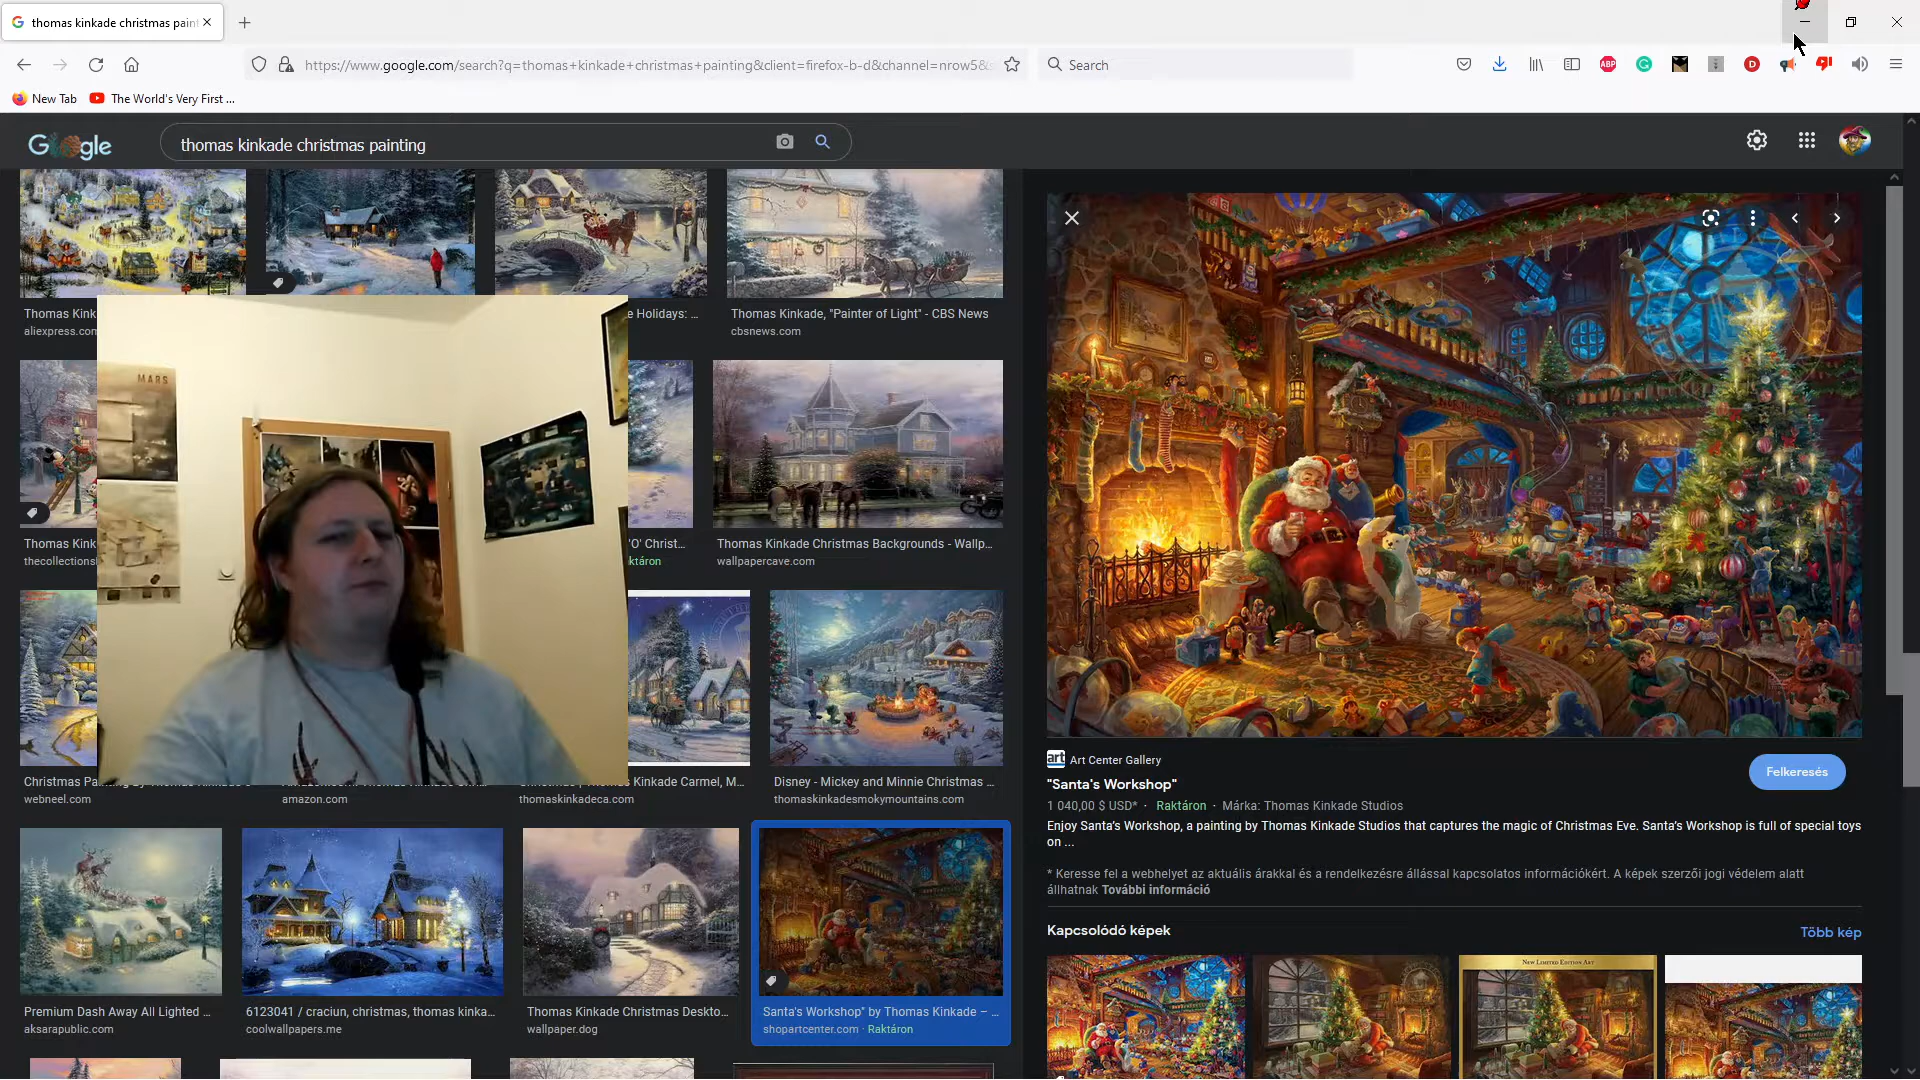 thomas kinkade christmas pain
https://www.google.com/search?q=thomas+kinkade+christmas+painting&client=firefox-b-d&channel=nrow5&
Search
New Tab
The World's Very First ...
Google
thomas kinkade christmas painting
Thomas Kink
aliexpress.com
e Holidays: ...
Thomas Kinkade, "Painter of Light" - CBS News
cbsnews.com
MARS
Thomas Kink
thecollections
'O' Christ...
ktáron
Thomas Kinkade Christmas Backgrounds - Wallp...
wallpapercave.com
Christmas Pa
webneel.com
amazon.com
Kinkade Carmel, M...
thomaskinkadeca.com
Disney - Mickey and Minnie Christmas ...
thomaskinkadesmokymountains.com
Premium Dash Away All Lighted ...
aksarapublic.com
6123041 / craciun, christmas, thomas kinka...
coolwallpapers.me
Thomas Kinkade Christmas Deskto...
wallpaper.dog
Santa's Workshop" by Thomas Kinkade – ...
shopartcenter.com · Raktáron
art Art Center Gallery
"Santa's Workshop"
Felkeresés
1 040,00 $ USD* · Raktáron · Márka: Thomas Kinkade Studios
Enjoy Santa's Workshop, a painting by Thomas Kinkade Studios that captures the magic of Christmas Eve. Santa's Workshop is full of special toys
on ...
* Keresse fel a webhelyet az aktuális árakkal és a rendelkezésre állással kapcsolatos információkért. A képek szerzői jogi védelem alatt
állhatnak További információ
Kapcsolódó képek
Több kép
New Limited Edition Art
ABP
D